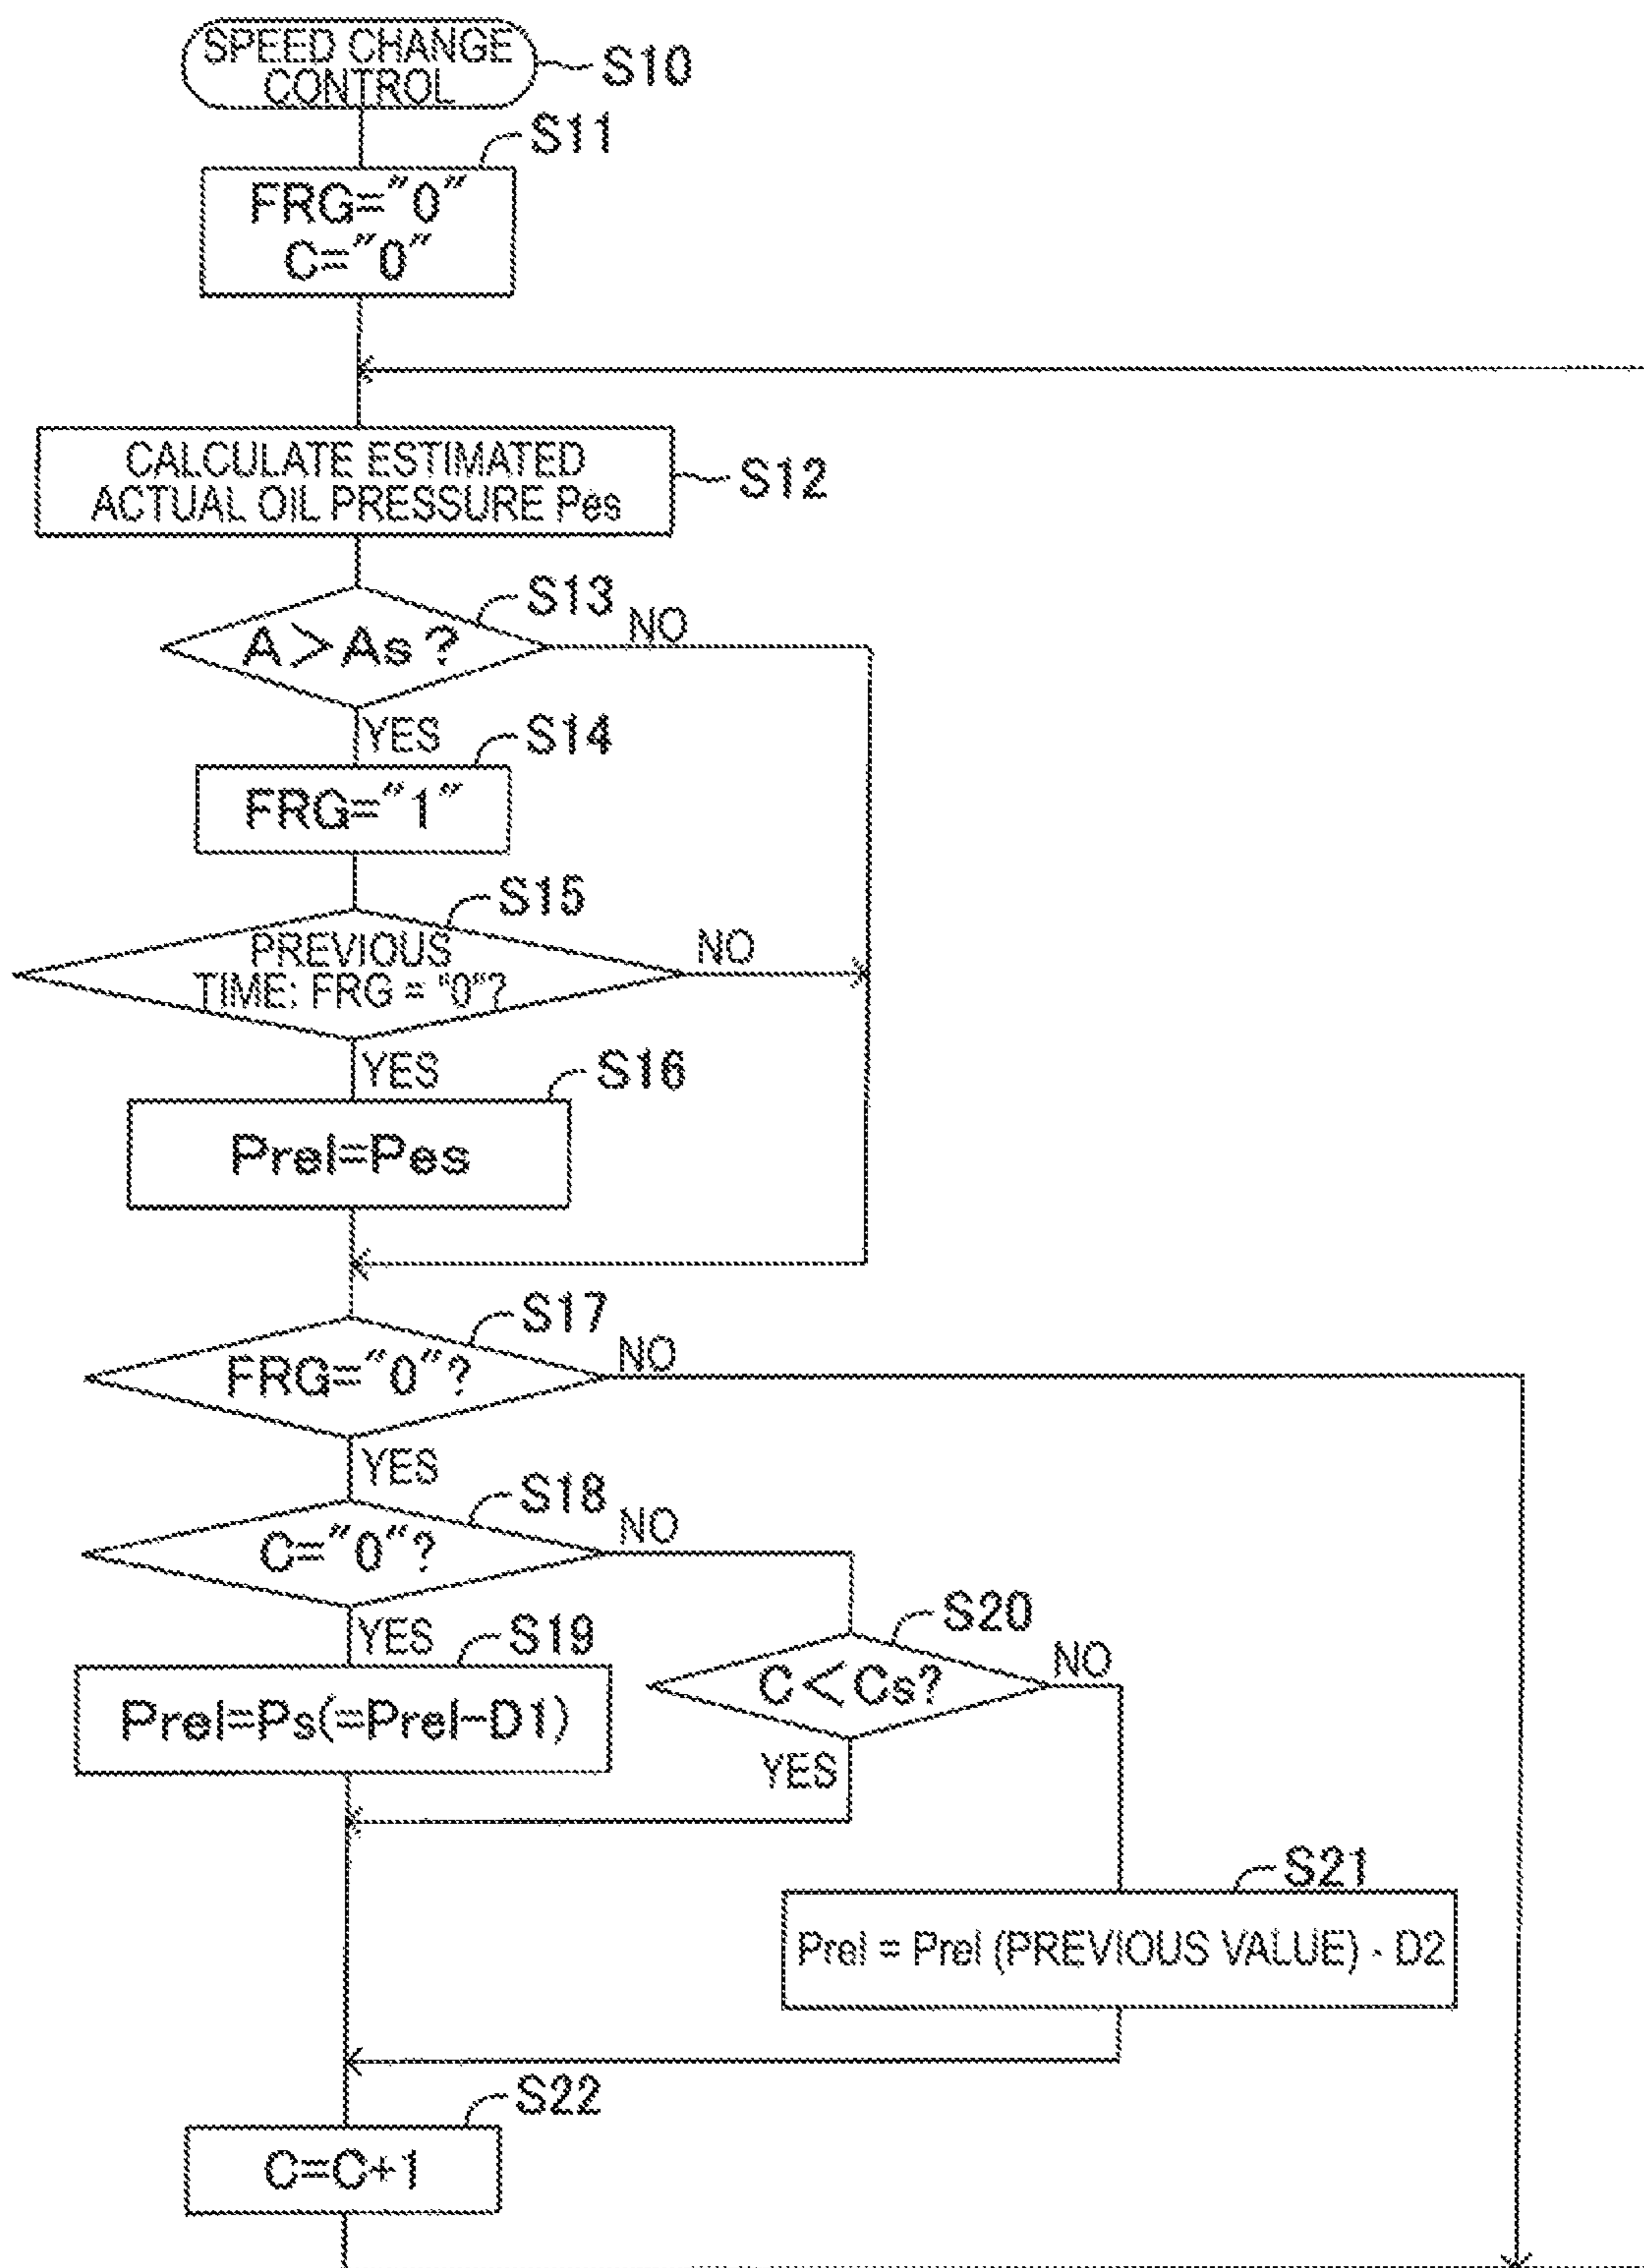 SPEED CHANGE
CONTROL
S10
S11
FRG="0"
C="0"
CALCULATE ESTIMATED
ACTUAL OIL PRESSURE Pes
S12
S13
A>As?
NO
YES
S14
FRG="1"
S15
PREVIOUS
TIME: FRG = "0"?
NO
YES
S16
Prel=Pes
S17
FRG="0"?
NO
YES
S18
C="0"?
NO
YES
S19
Prel=Ps(=Prel-D1)
S20
C<Cs?
NO
YES
S21
Prel = Prel (PREVIOUS VALUE) - D2
S22
C=C+1